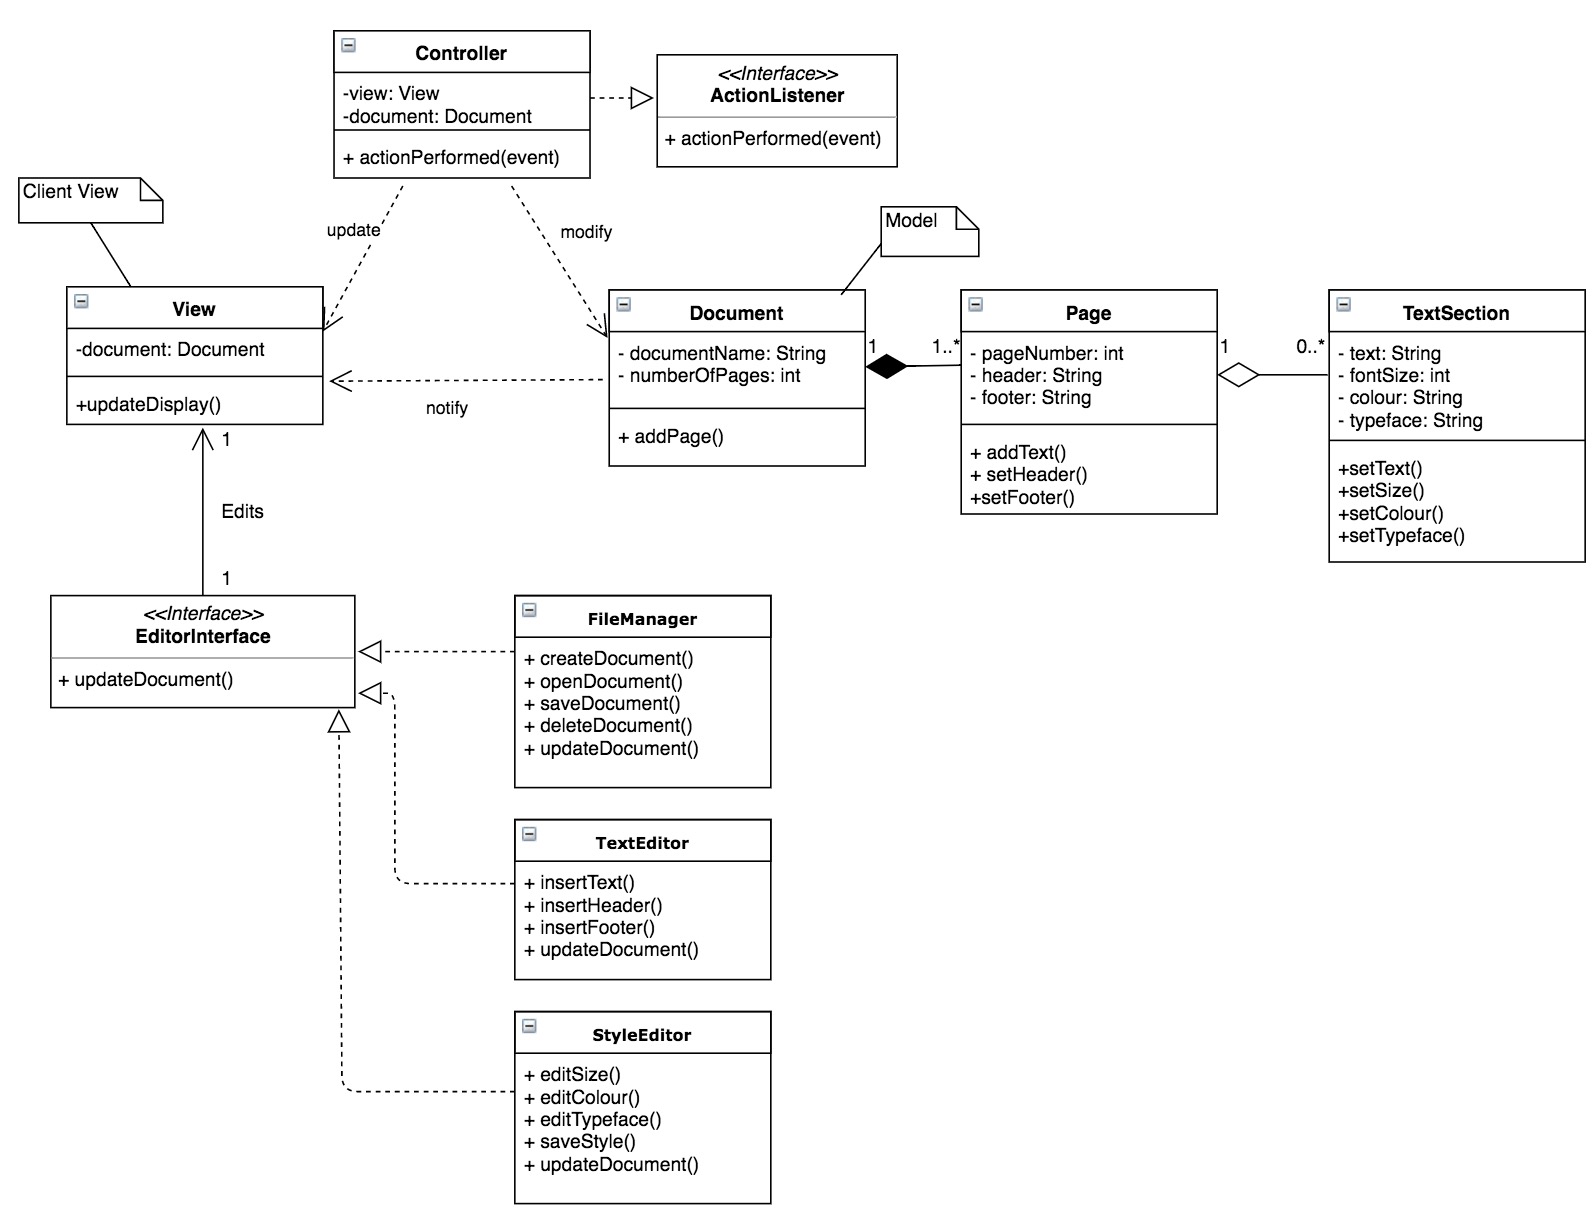 Controller
-view: View
-document: Document
+ actionPerformed(event)
<<Interface>>
ActionListener
+ actionPerformed(event)
Client View
update
modify
Model
View
-document: Document
+updateDisplay()
notify
Document
- documentName: String
- numberOfPages: int
+ addPage()
1
1..*
Page
- pageNumber: int
- header: String
- footer: String
+ addText()
+ setHeader()
+setFooter()
1
0..*
TextSection
- text: String
- fontSize: int
- colour: String
- typeface: String
+setText()
+setSize()
+setColour()
+setTypeface()
1
Edits
1
<<Interface>>
EditorInterface
+ updateDocument()
FileManager
+ createDocument()
+ openDocument()
+ saveDocument()
+ deleteDocument()
+ updateDocument()
TextEditor
+ insertText()
+ insertHeader()
+ insertFooter()
+ updateDocument()
StyleEditor
+ editSize()
+ editColour()
+ editTypeface()
+ saveStyle()
+ updateDocument()